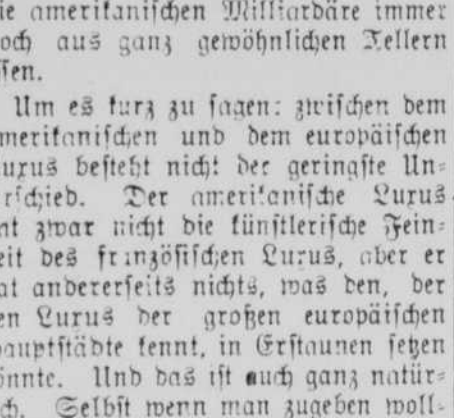 ie amerikanischen Milliardäre immer
och aus ganz gewöhnlichen Tellern
ssen.
Um es kurz zu sagen: zwischen dem
merikanischen und dem europäischen
uxus besteht nicht der geringste Un-
rschied. Der amerikanische Luxus
nt zwar nicht die künstlerische Fein-
eit des französischen Luxus, aber er
at andererseits nichts, was den, der
en Luxus der großen europäischen
auptstädte kennt, in Erstaunen setzen
önnte. Und das ist auch ganz natür-
ch. Selbst wenn man zugeben woll-